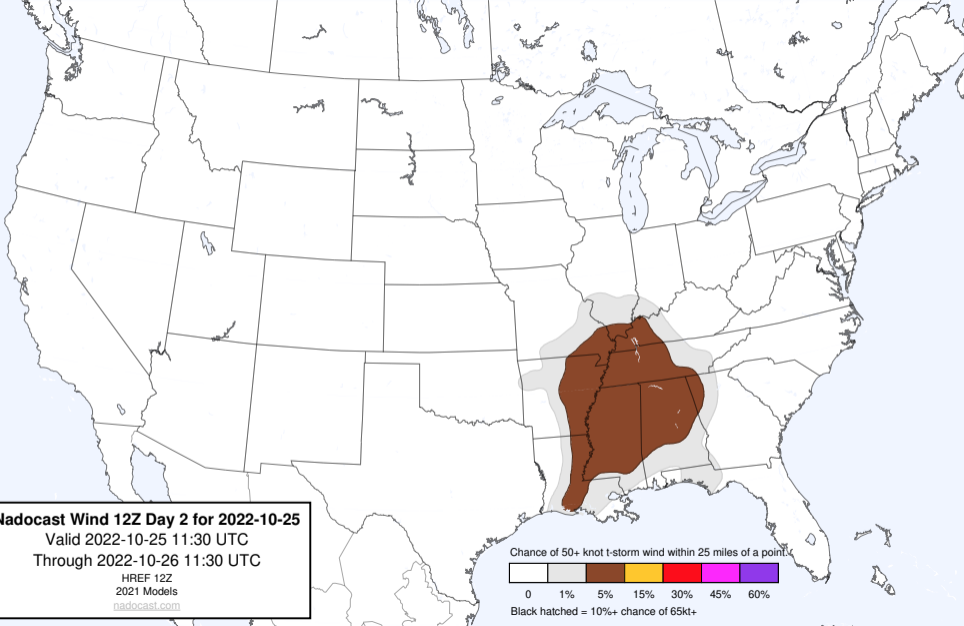 Nadocast Wind 12Z Day 2 for 2022-10-25
Valid 2022-10-25 11:30 UTC
Through 2022-10-26 11:30 UTC
HREF 12Z
2021 Models
nadocast.com
Chance of 50+ knot t-storm wind within 25 miles of a point.
0 1% 5% 15% 30% 45% 60%
Black hatched = 10%+ chance of 65kt+